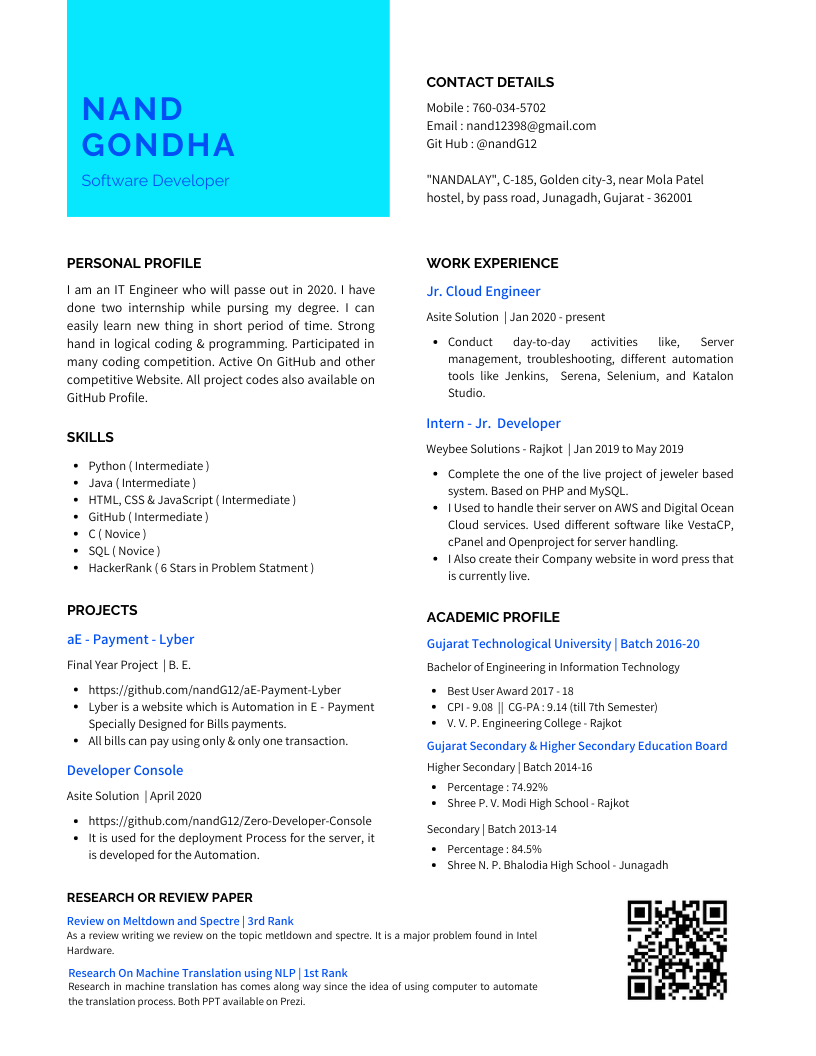 NAND
GONDHA
Software Developer
CONTACT DETAILS
Mobile : 760-034-5702
Email : nand12398@gmail.com
Git Hub : @nandG12
"NANDALAY", C-185, Golden city-3, near Mola Patel
hostel, by pass road, Junagadh, Gujarat - 362001
PERSONAL PROFILE
I am an IT Engineer who will passe out in 2020. I have
done two internship while pursing my degree. I can
easily learn new thing in short period of time. Strong
hand in logical coding & programming. Participated in
many coding competition. Active On GitHub and other
competitive Website. All project codes also available on
GitHub Profile.
SKILLS
• Python ( Intermediate )
• Java ( Intermediate )
• HTML, CSS & JavaScript ( Intermediate )
• GitHub ( Intermediate )
• C ( Novice )
• SQL ( Novice )
• HackerRank ( 6 Stars in Problem Statment )
PROJECTS
aE - Payment - Lyber
Final Year Project | B. E.
• https://github.com/nandG12/aE-Payment-Lyber
• Lyber is a website which is Automation in E - Payment
Specially Designed for Bills payments.
• All bills can pay using only & only one transaction.
Developer Console
Asite Solution | April 2020
• https://github.com/nandG12/Zero-Developer-Console
• It is used for the deployment Process for the server, it
is developed for the Automation.
WORK EXPERIENCE
Jr. Cloud Engineer
Asite Solution | Jan 2020 - present
• Conduct day-to-day activities like, Server
management, troubleshooting, different automation
tools like Jenkins, Serena, Selenium, and Katalon
Studio.
Intern - Jr. Developer
Weybee Solutions - Rajkot | Jan 2019 to May 2019
• Complete the one of the live project of jeweler based
system. Based on PHP and MySQL.
• I Used to handle their server on AWS and Digital Ocean
Cloud services. Used different software like VestaCP,
cPanel and Openproject for server handling.
• I Also create their Company website in word press that
is currently live.
ACADEMIC PROFILE
Gujarat Technological University | Batch 2016-20
Bachelor of Engineering in Information Technology
• Best User Award 2017 - 18
• CPI - 9.08 || CG-PA : 9.14 (till 7th Semester)
• V. V. P. Engineering College - Rajkot
Gujarat Secondary & Higher Secondary Education Board
Higher Secondary | Batch 2014-16
• Percentage : 74.92%
• Shree P. V. Modi High School - Rajkot
Secondary | Batch 2013-14
• Percentage : 84.5%
• Shree N. P. Bhalodia High School - Junagadh
RESEARCH OR REVIEW PAPER
Review on Meltdown and Spectre | 3rd Rank
As a review writing we review on the topic metldown and spectre. It is a major problem found in Intel
Hardware.
Research On Machine Translation using NLP | 1st Rank
Research in machine translation has comes along way since the idea of using computer to automate
the translation process. Both PPT available on Prezi.